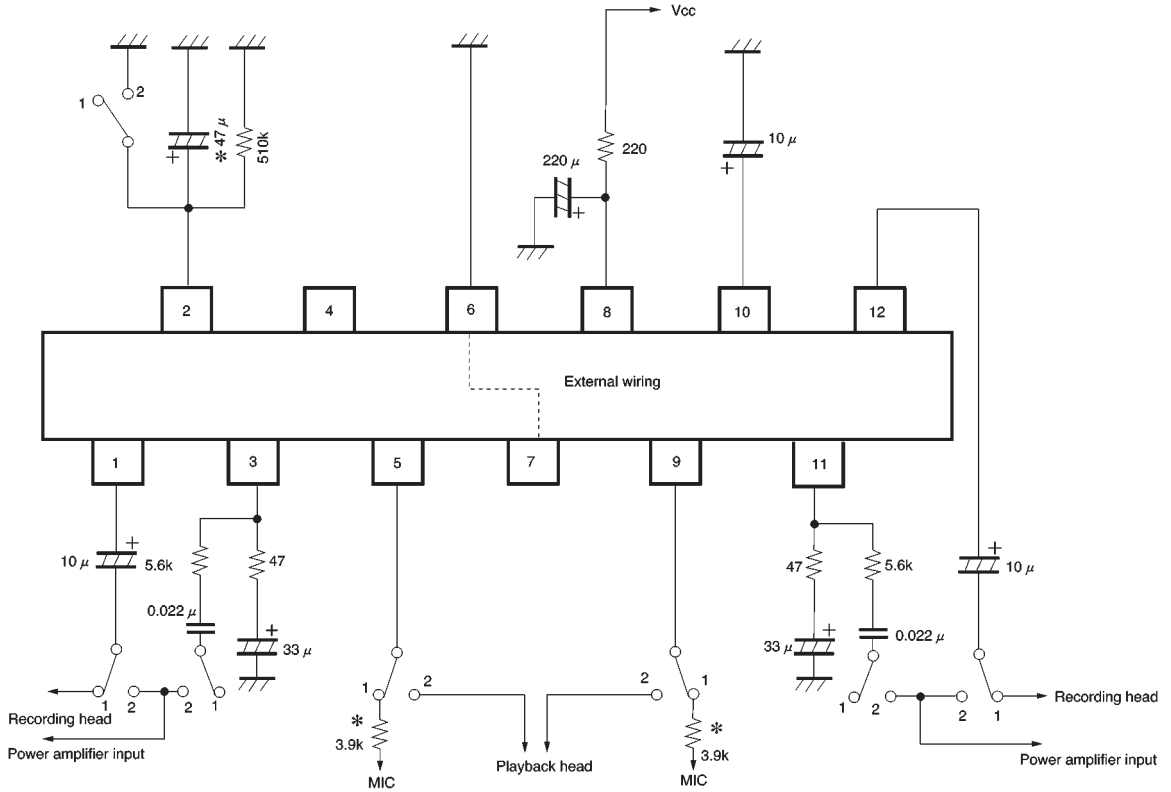 Vcc
1
2
+
* 47 μ
510k
220 μ
+
220
10 μ
+
2
4
6
8
10
12
External wiring
1
3
5
7
9
11
10 μ
+
5.6k
47
0.022 μ
+
33 μ
47
5.6k
+
10 μ
0.022 μ
33 μ
+
1
2
2
1
Recording head
Power amplifier input
1
2
*
3.9k
MIC
Playback head
2
1
*
3.9k
MIC
1
2
2
1
Recording head
Power amplifier input